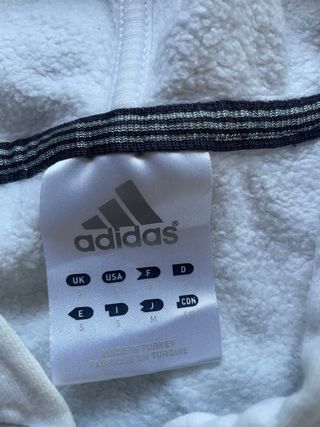 adidas®
UK USA F D
S S S
E I J CDN
S S M S
MADE IN TURKEY
FABRIQUE EN TURQUIE